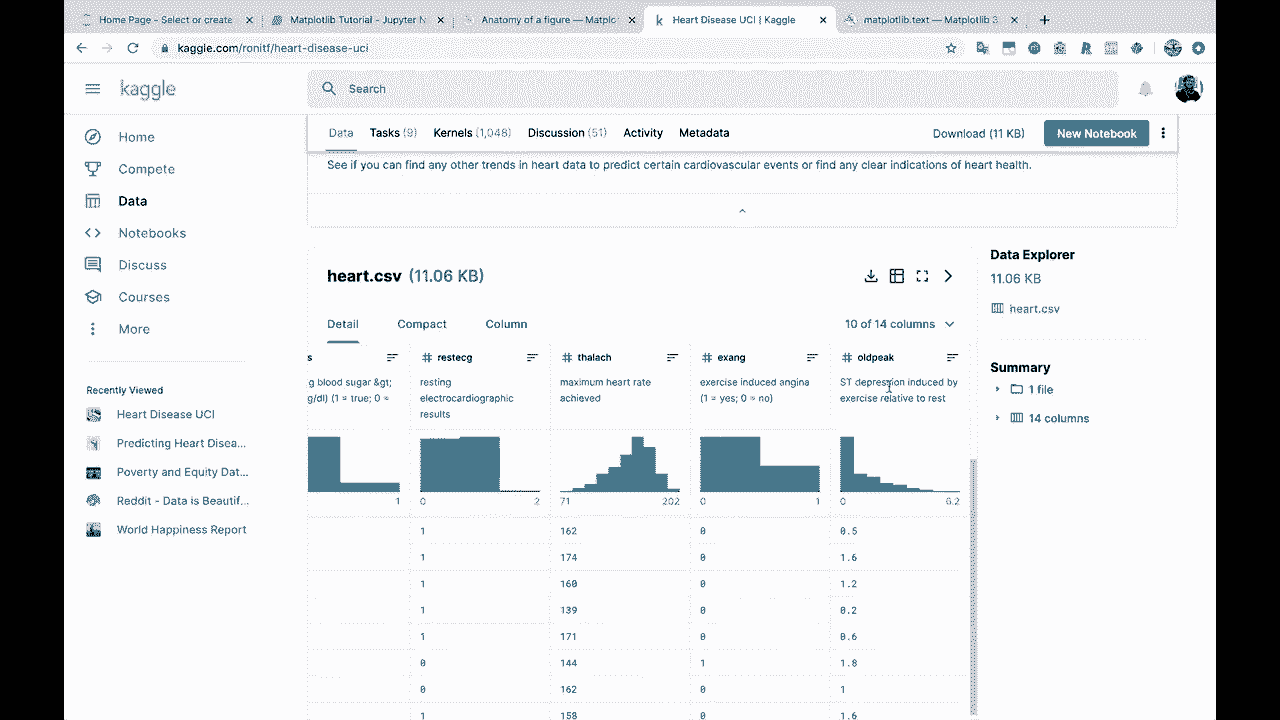 Home Page - Select or create
Matplotlib Tutorial - Jupyter N
Anatomy of a figure — Matplo
Heart Disease UCI | Kaggle
matplotlib.text — Matplotlib 3
kaggle.com/ronitf/heart-disease-uci
kaggle
Search
Home
Compete
Data
Notebooks
Discuss
Courses
More
Recently Viewed
Heart Disease UCI
Predicting Heart Disea...
Poverty and Equity Dat...
Reddit - Data is Beautif...
World Happiness Report
Data Tasks (9) Kernels (1,048) Discussion (51) Activity Metadata Download (11 KB) New Notebook
See if you can find any other trends in heart data to predict certain cardiovascular events or find any clear indications of heart health.
heart.csv (11.06 KB)
Detail Compact Column 10 of 14 columns
s # restecg # thalach # exang # oldpeak
g blood sugar &gt; resting maximum heart rate exercise induced angina ST depression induced by
g/dl) (1 = true; 0 = electrocardiographic achieved (1 = yes; 0 = no) exercise relative to rest
results
1 0 2 71 202 0 1 0 6.2
1 162 0 0.5
1 174 0 1.6
1 160 0 1.2
1 139 0 0.2
1 171 0 0.6
0 144 1 1.8
0 162 0 1
1 158 0 1.6
Data Explorer
11.06 KB
heart.csv
Summary
1 file
14 columns